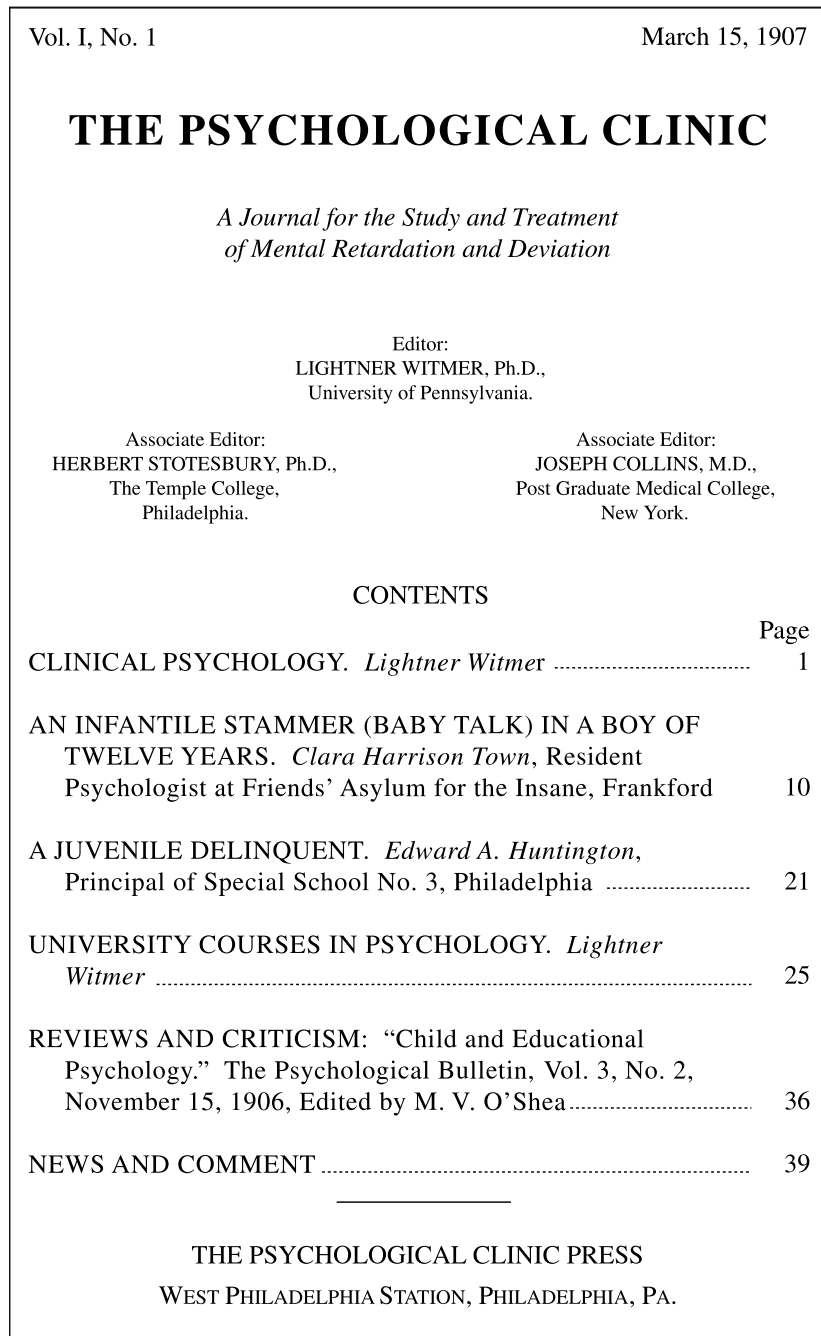 Vol. I, No. 1 March 15, 1907
THE PSYCHOLOGICAL CLINIC
A Journal for the Study and Treatment
of Mental Retardation and Deviation
Editor:
LIGHTNER WITMER, Ph.D.,
University of Pennsylvania.
Associate Editor:
HERBERT STOTESBURY, Ph.D.,
The Temple College,
Philadelphia.
Associate Editor:
JOSEPH COLLINS, M.D.,
Post Graduate Medical College,
New York.
CONTENTS
Page
CLINICAL PSYCHOLOGY. Lightner Witmer 1
AN INFANTILE STAMMER (BABY TALK) IN A BOY OF
TWELVE YEARS. Clara Harrison Town, Resident
Psychologist at Friends’ Asylum for the Insane, Frankford 10
A JUVENILE DELINQUENT. Edward A. Huntington,
Principal of Special School No. 3, Philadelphia 21
UNIVERSITY COURSES IN PSYCHOLOGY. Lightner
Witmer 25
REVIEWS AND CRITICISM: “Child and Educational
Psychology.” The Psychological Bulletin, Vol. 3, No. 2,
November 15, 1906, Edited by M. V. O’Shea 36
NEWS AND COMMENT 39
THE PSYCHOLOGICAL CLINIC PRESS
WEST PHILADELPHIA STATION, PHILADELPHIA, PA.